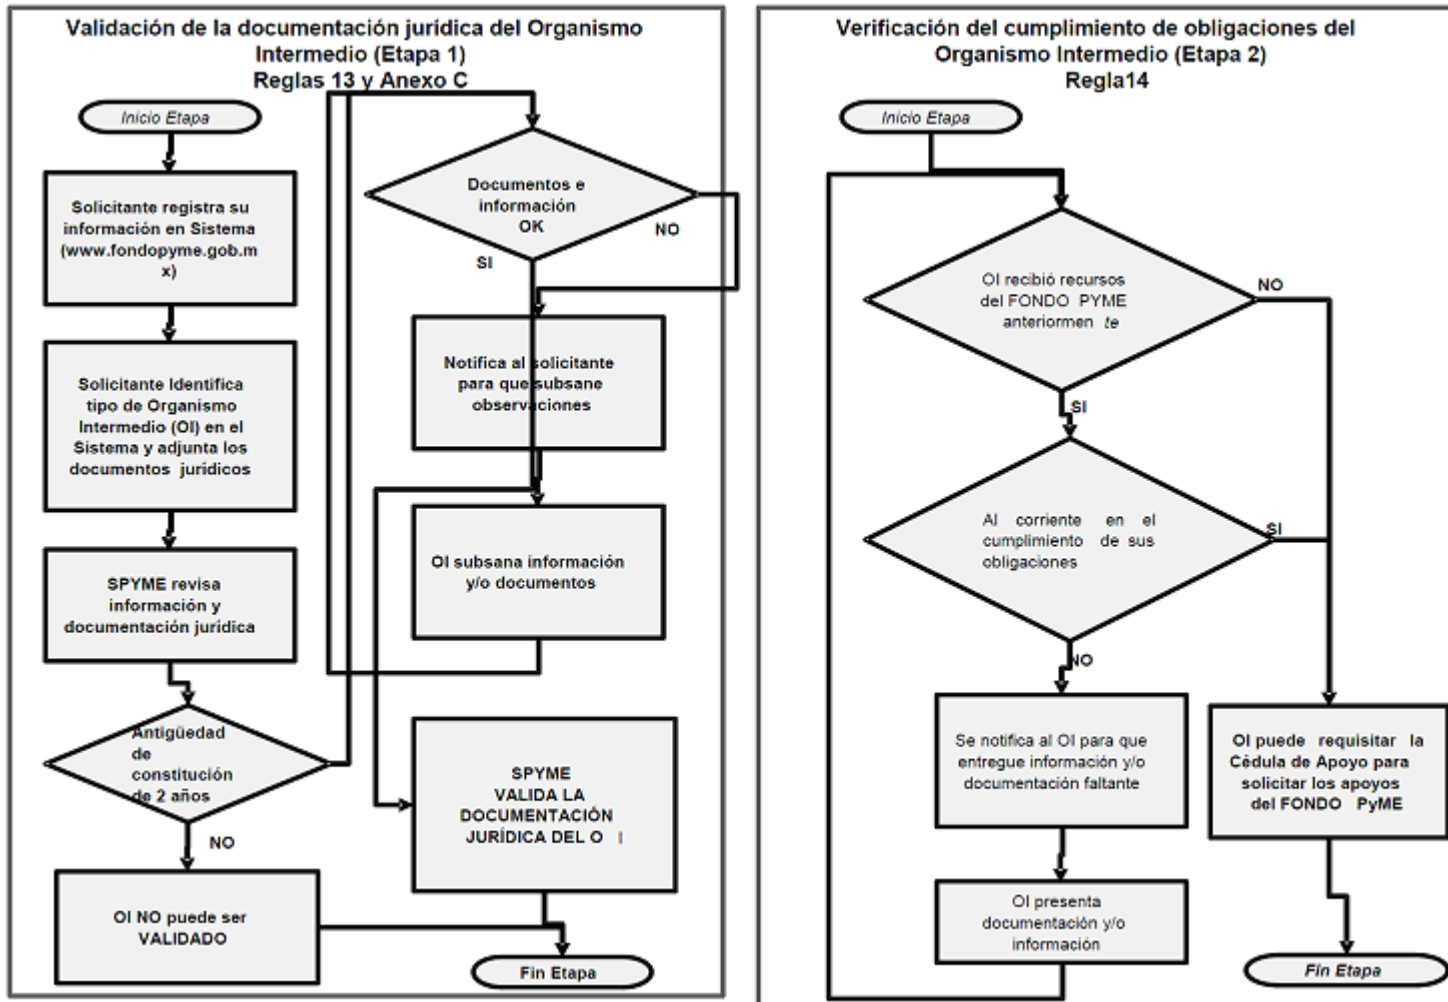 Validación de la documentación jurídica del Organismo
Intermedio (Etapa 1)
Reglas 13 y Anexo C
Inicio Etapa
Solicitante registra su
información en Sistema
(www.fondopyme.gob.m
x)
Solicitante Identifica
tipo de Organismo
Intermedio (OI) en el
Sistema y adjunta los
documentos jurídicos
SPYME revisa
información y
documentación jurídica
Antigüedad
de
constitución
de 2 años
NO
OI NO puede ser
VALIDADO
Documentos e
información
OK
NO
SI
Notifica al solicitante
para que subsane
observaciones
OI subsana información
y/o documentos
SPYME
VALIDA LA
DOCUMENTACIÓN
JURÍDICA DEL O I
Fin Etapa
Verificación del cumplimiento de obligaciones del
Organismo Intermedio (Etapa 2)
Regla14
Inicio Etapa
OI recibió recursos
del FONDO PYME
anteriormen te
NO
SI
Al corriente en el
cumplimiento de sus
obligaciones
SI
NO
Se notifica al OI para que
entregue información y/o
documentación faltante
OI presenta
documentación y/o
información
OI puede requisitar la
Cédula de Apoyo para
solicitar los apoyos
del FONDO PyME
Fin Etapa